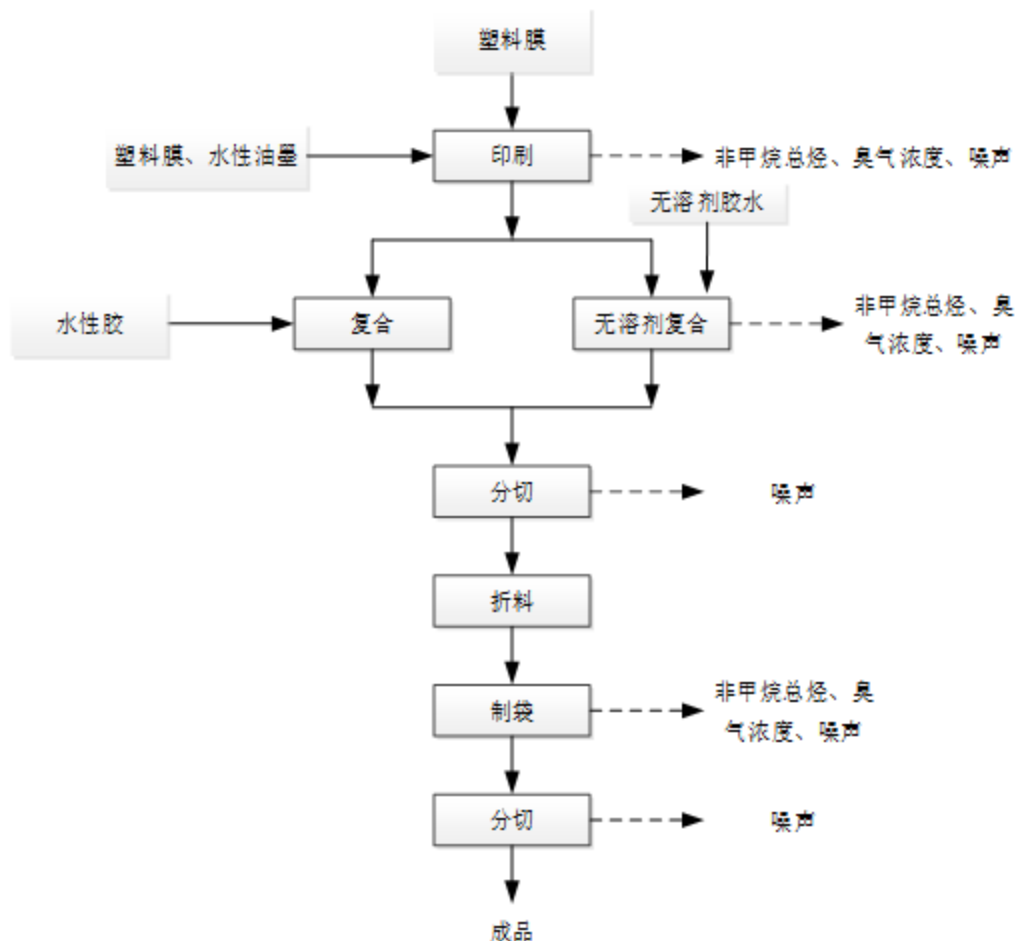 塑料膜
塑料膜、水性油墨
印刷
非甲烷总烃、臭气浓度、噪声
无溶剂胶水
水性胶
复合
无溶剂复合
非甲烷总烃、臭
气浓度、噪声
分切
噪声
折料
制袋
非甲烷总烃、臭
气浓度、噪声
分切
噪声
成品